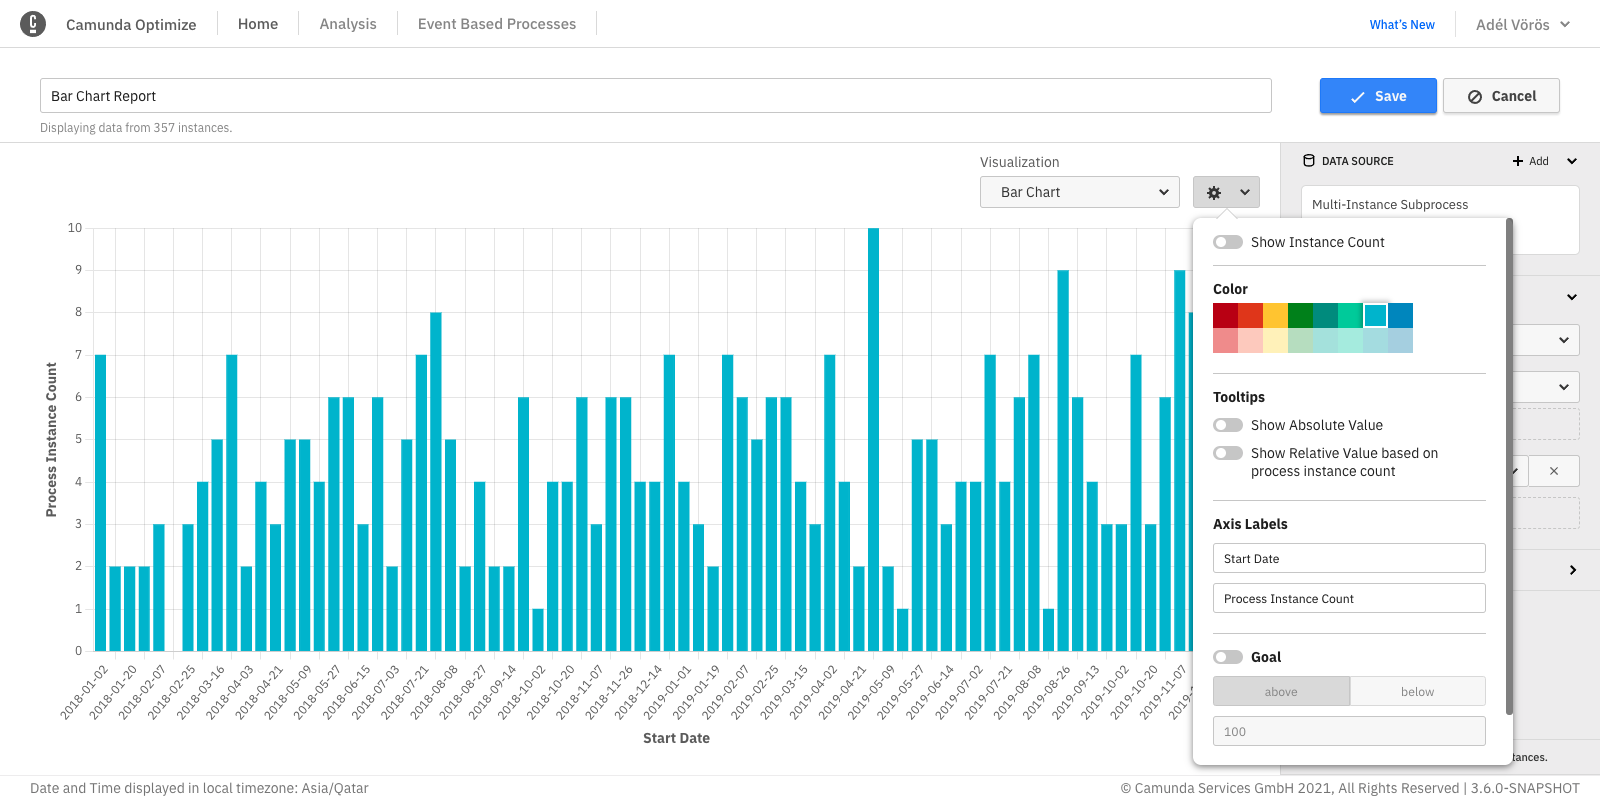 Camunda Optimize
Home
Analysis
Event Based Processes
What's New
Adél Vörös
Bar Chart Report
Save
Cancel
Displaying data from 357 instances.
Visualization
Bar Chart
DATA SOURCE
Add
Multi-Instance Subprocess
Show Instance Count
Color
Tooltips
Show Absolute Value
Show Relative Value based on
process instance count
Axis Labels
Start Date
Process Instance Count
Goal
above
below
100
tances.
Process Instance Count
10
9
8
7
6
5
4
3
2
1
0
2018-01-02
2018-01-20
2018-02-07
2018-02-25
2018-03-16
2018-04-03
2018-04-21
2018-05-09
2018-05-27
2018-06-15
2018-07-03
2018-07-21
2018-08-08
2018-08-27
2018-09-14
2018-10-02
2018-10-20
2018-11-07
2018-11-26
2018-12-14
2019-01-01
2019-01-19
2019-02-07
2019-02-25
2019-03-15
2019-04-02
2019-04-21
2019-05-09
2019-05-27
2019-06-14
2019-07-02
2019-07-21
2019-08-08
2019-08-26
2019-09-13
2019-10-02
2019-10-20
2019-11-07
2019-
Start Date
Date and Time displayed in local timezone: Asia/Qatar
© Camunda Services GmbH 2021, All Rights Reserved | 3.6.0-SNAPSHOT